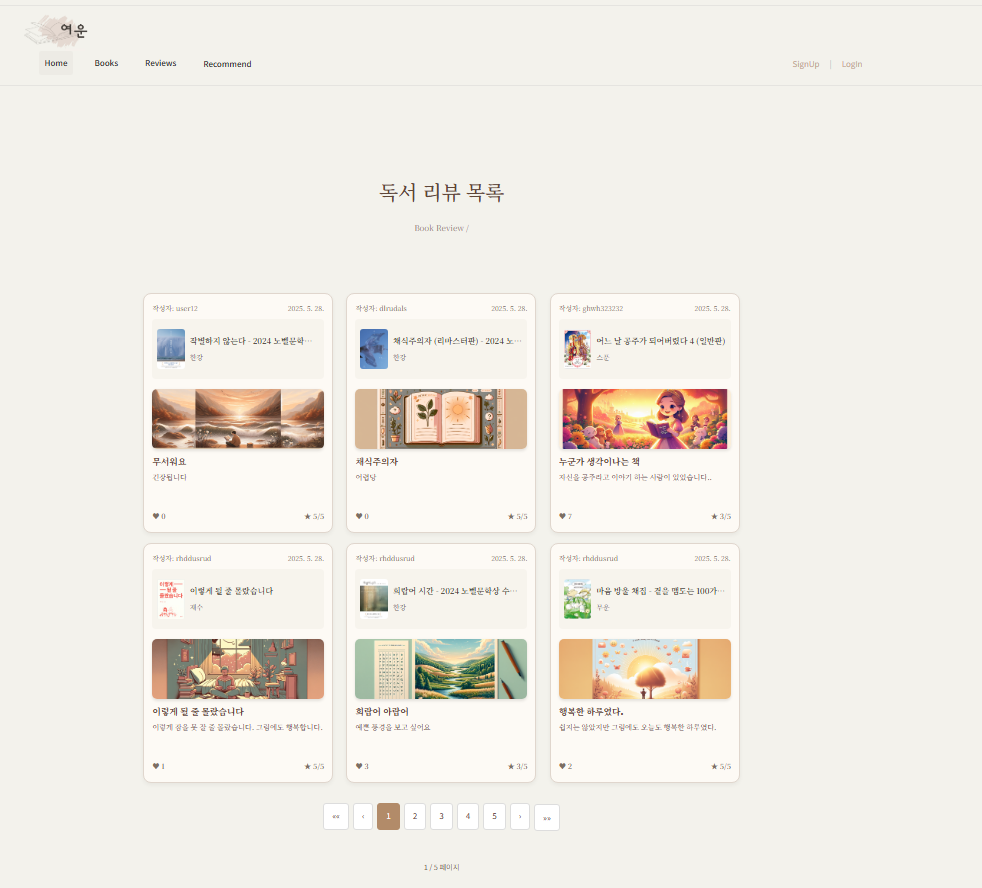 여운
Home Books Reviews Recommend
SignUp | LogIn
독서 리뷰 목록
Book Review /
작성자: user12 2025. 5. 28.
작별하지 않는다 - 2024 노벨문학…
한강
무서워요
긴장됩니다
♥ 0 ★ 5/5
작성자: dlrudals 2025. 5. 28.
채식주의자 (리마스터판) - 2024 노…
한강
채식주의자
어렵당
♥ 0 ★ 5/5
작성자: ghwh323232 2025. 5. 28.
어느 날 공주가 되어버렸다 4 (일반판)
스푼
누군가 생각이나는 책
자신을 공주라고 이야기 하는 사람이 있었습니다..
♥ 7 ★ 3/5
작성자: rhddusrud 2025. 5. 28.
이렇게 될 줄 몰랐습니다
재수
이렇게 될 줄 몰랐습니다
이렇게 잠을 못 잘 줄 몰랐습니다. 그럼에도 행복합니다.
♥ 1 ★ 5/5
작성자: rhddusrud 2025. 5. 28.
희랍어 시간 - 2024 노벨문학상 수…
한강
희랍어 아랍어
예쁜 풍경을 보고 싶어요
♥ 3 ★ 3/5
작성자: rhddusrud 2025. 5. 28.
마음 방울 채집 - 곁을 맴도는 100가…
무운
행복한 하루였다.
쉽지는 않았지만 그럼에도 오늘도 행복한 하루였다.
♥ 2 ★ 5/5
«« ‹ 1 2 3 4 5 › »»
1 / 5 페이지